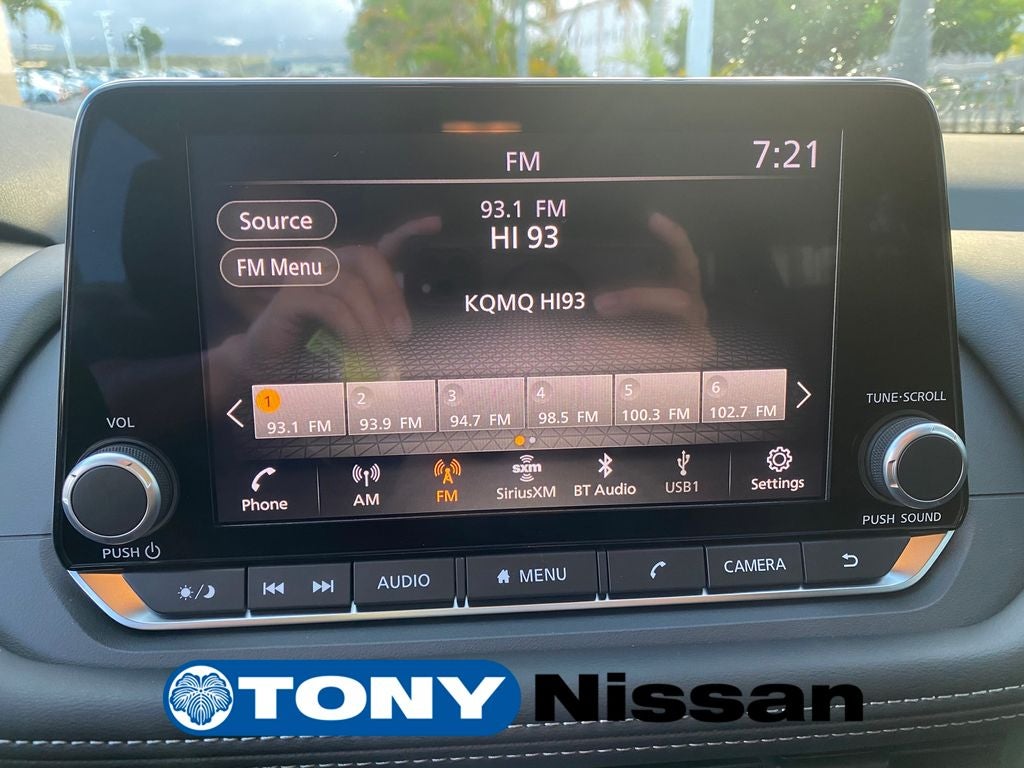 FM
7:21
Source
93.1 FM
HI 93
FM Menu
KQMQ HI93
1
2
3
4
5
6
93.1 FM
93.9 FM
94.7 FM
98.5 FM
100.3 FM
102.7 FM
VOL
TUNE·SCROLL
Phone
AM
FM
sxm
SiriusXM
BT Audio
USB1
Settings
PUSH
PUSH SOUND
AUDIO
MENU
CAMERA
TONY Nissan